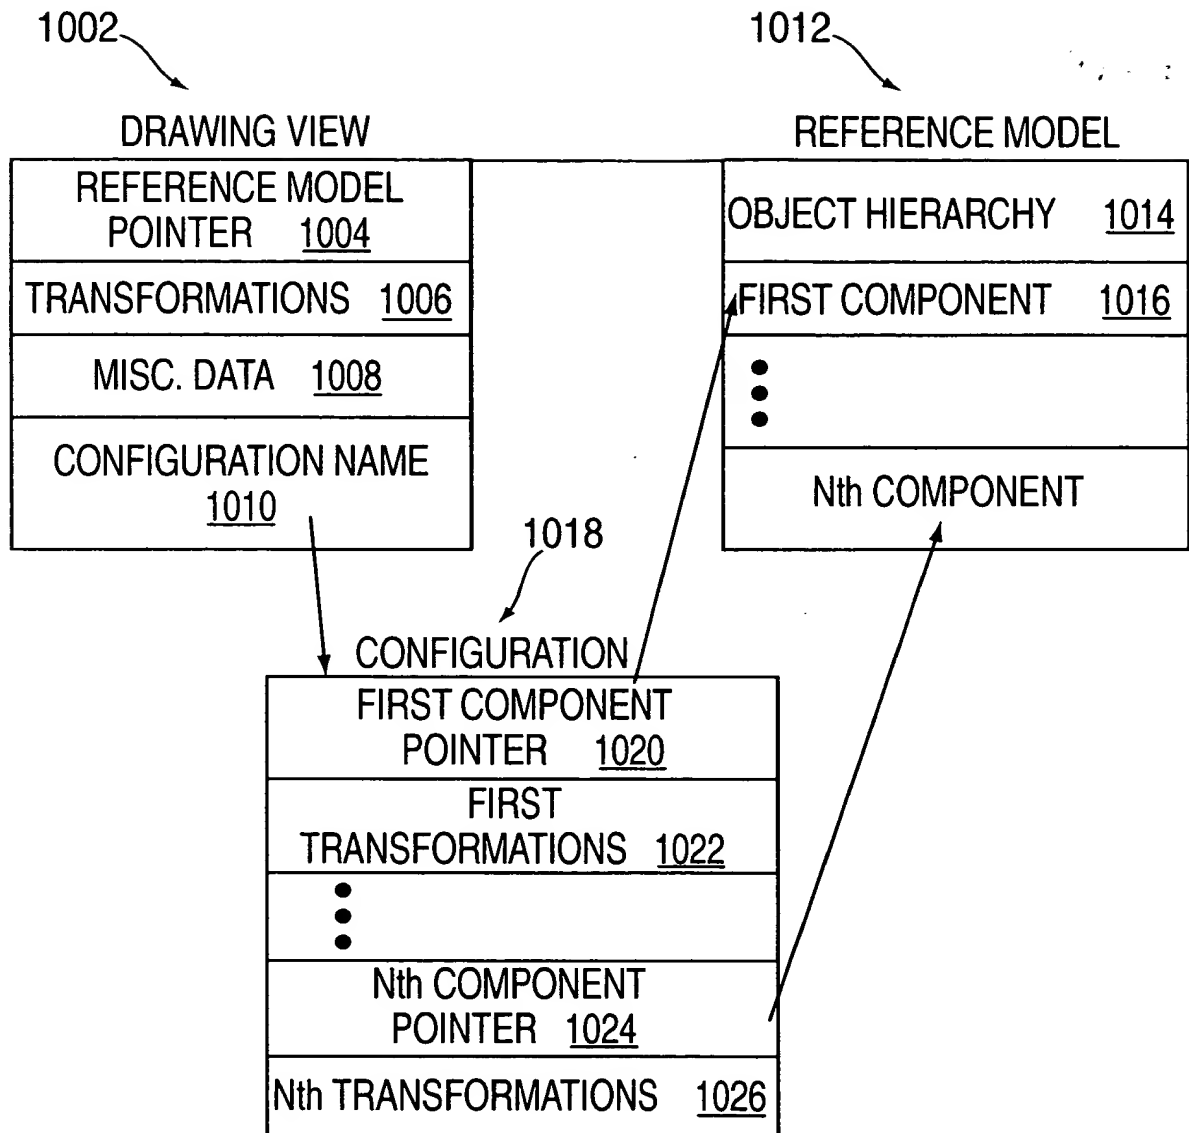 1002
DRAWING VIEW
REFERENCE MODEL
POINTER 1004
TRANSFORMATIONS 1006
MISC. DATA 1008
CONFIGURATION NAME
1010
1012
REFERENCE MODEL
OBJECT HIERARCHY 1014
FIRST COMPONENT 1016
Nth COMPONENT
1018
CONFIGURATION
FIRST COMPONENT
POINTER 1020
FIRST
TRANSFORMATIONS 1022
Nth COMPONENT
POINTER 1024
Nth TRANSFORMATIONS 1026